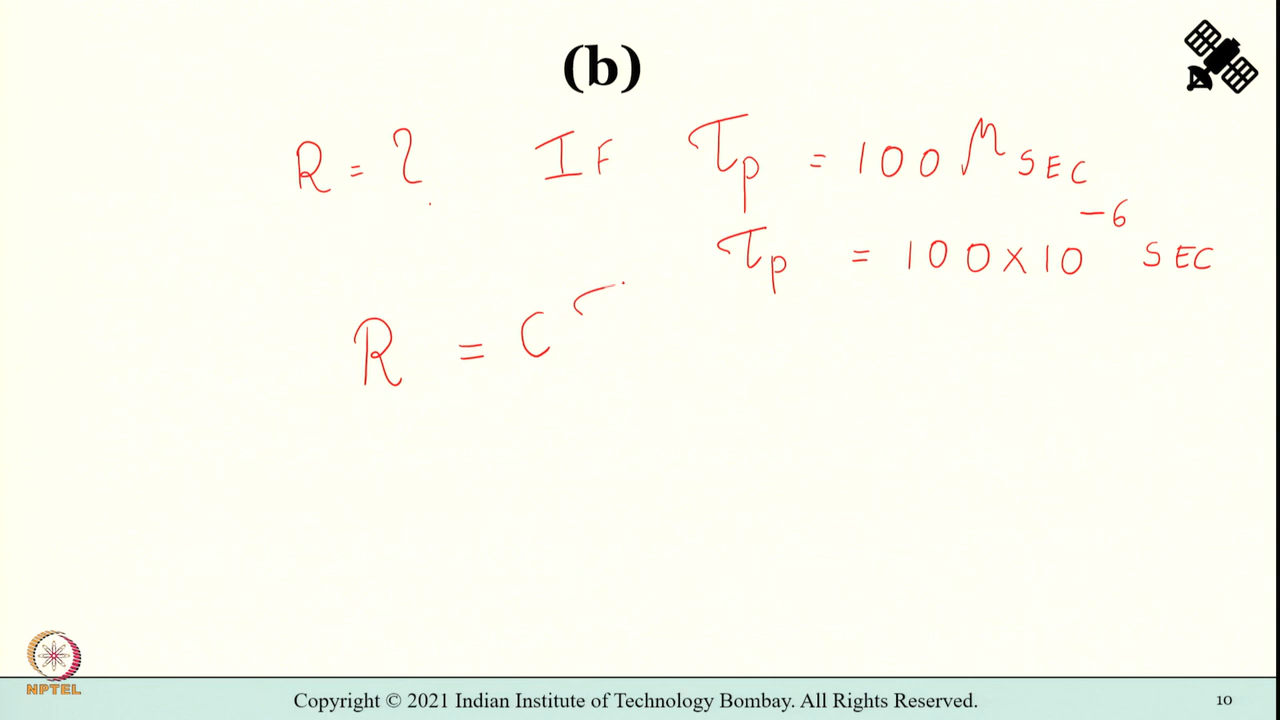 (b)
R = ? IF τp = 100 μSEC
τp = 100 × 10⁻⁶ SEC
R = C
NPTEL
Copyright © 2021 Indian Institute of Technology Bombay. All Rights Reserved.
10